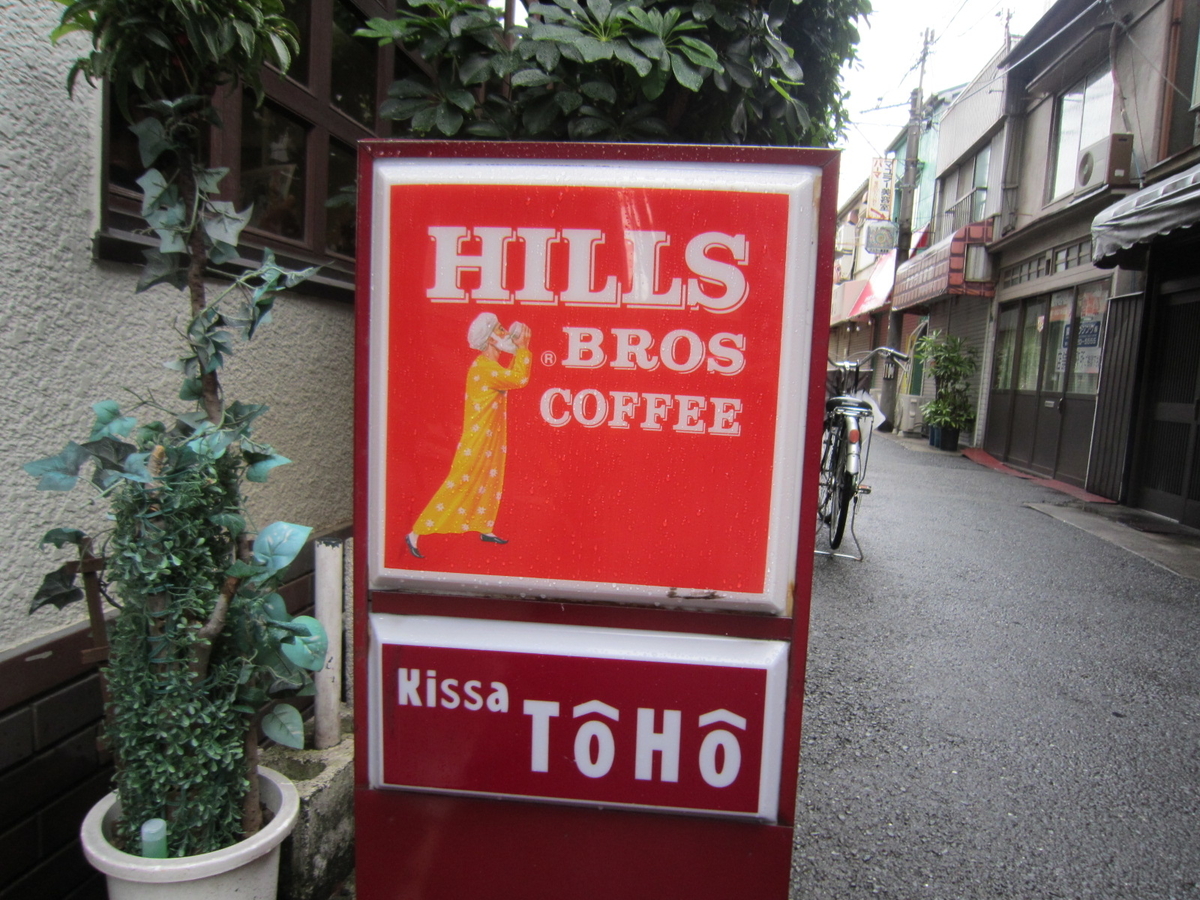 HILLS
® BROS
COFFEE
Kissa
TÔHÔ